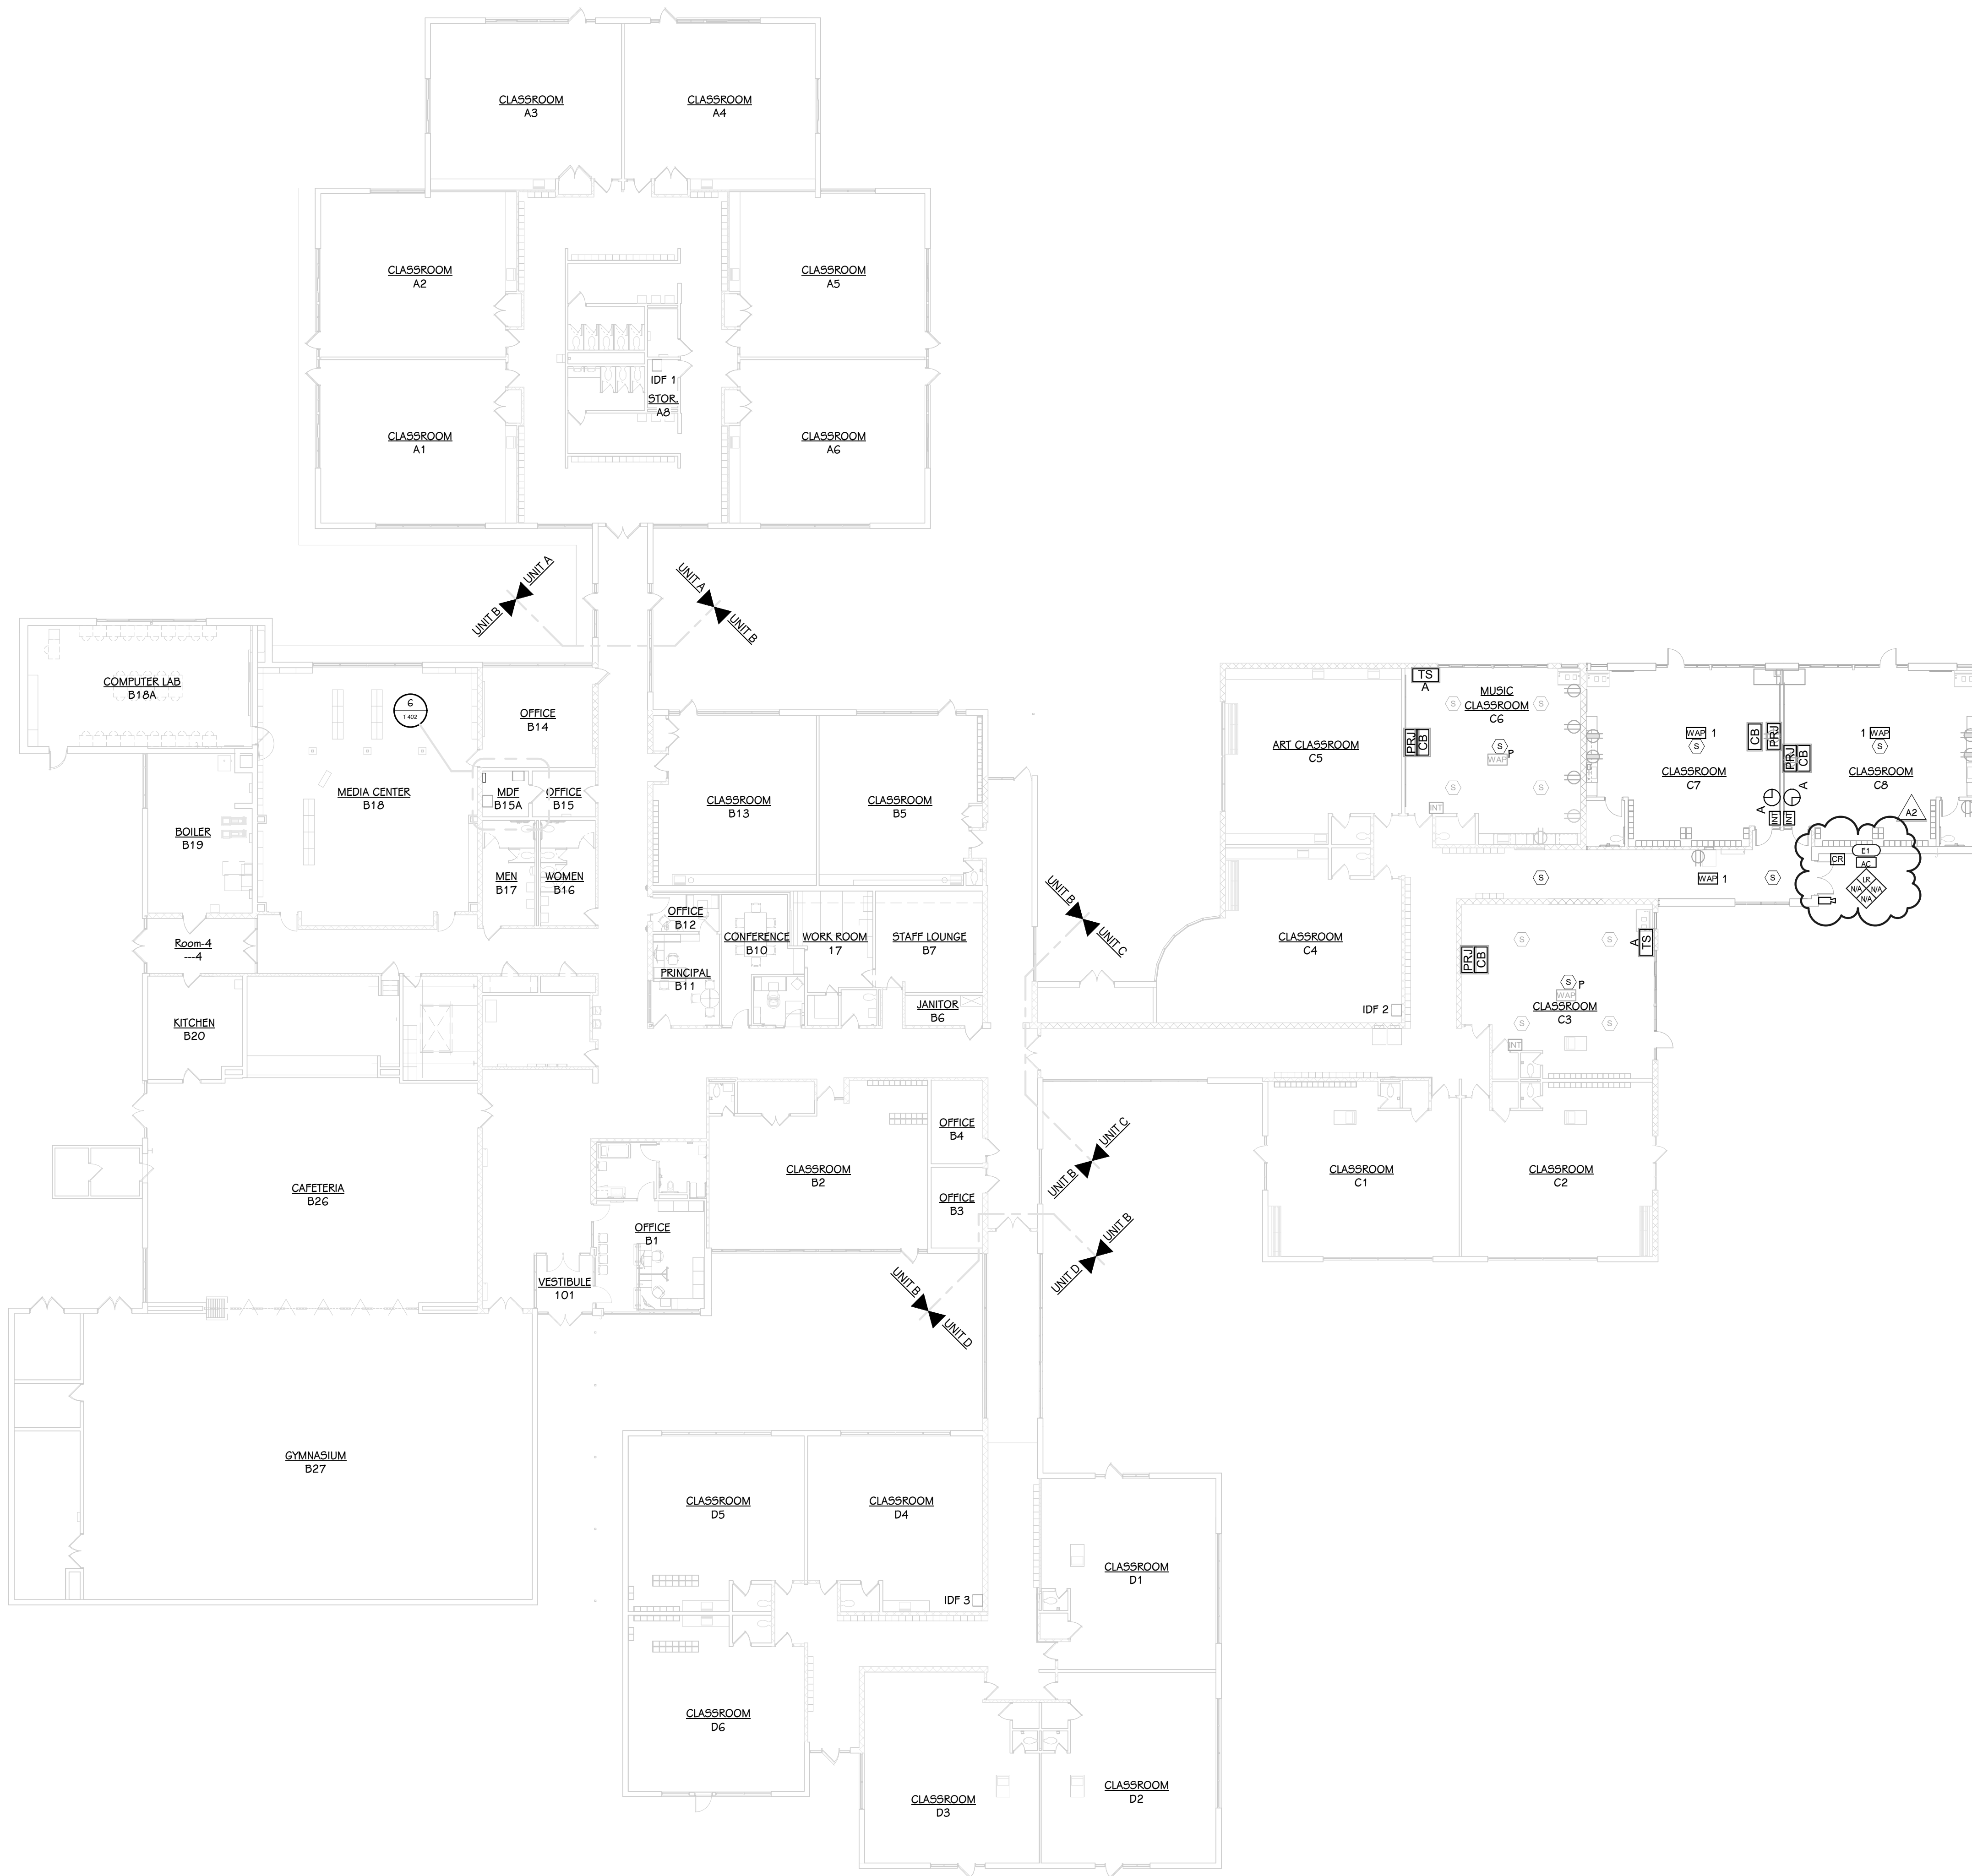 CLASSROOM
A3
CLASSROOM
A4
CLASSROOM
A2
CLASSROOM
A5
IDF 1
STOR.
A8
CLASSROOM
A1
CLASSROOM
A6
UNIT A
UNIT B
UNIT A
UNIT B
COMPUTER LAB
B18A
6
T 402
OFFICE
B14
MEDIA CENTER
B18
MDF
B15A
OFFICE
B15
CLASSROOM
B13
CLASSROOM
B5
BOILER
B19
MEN
B17
WOMEN
B16
OFFICE
B12
CONFERENCE
B10
WORK ROOM
17
STAFF LOUNGE
B7
Room-4
---4
PRINCIPAL
B11
JANITOR
B6
KITCHEN
B20
UNIT B
UNIT C
ART CLASSROOM
C5
TS
A
PRJ
CB
MUSIC
CLASSROOM
C6
S
S
S
P
WAP
S
S
INT
WAP 1
S
CB
PRJ
CLASSROOM
C7
A
INT
1 WAP
S
PRJ
CB
CLASSROOM
C8
A
INT
A2
E1
CR
AC
LR
N/A
N/A
N/A
S
WAP 1
S
CLASSROOM
C4
IDF 2
PRJ
CB
S
S
A
TS
S
P
WAP
CLASSROOM
C3
S
S
INT
CLASSROOM
B2
OFFICE
B4
OFFICE
B3
UNIT C
UNIT B
CLASSROOM
C1
CLASSROOM
C2
CAFETERIA
B26
OFFICE
B1
VESTIBULE
101
UNIT B
UNIT D
UNIT B
UNIT D
GYMNASIUM
B27
CLASSROOM
D5
CLASSROOM
D4
IDF 3
CLASSROOM
D1
CLASSROOM
D6
CLASSROOM
D3
CLASSROOM
D2